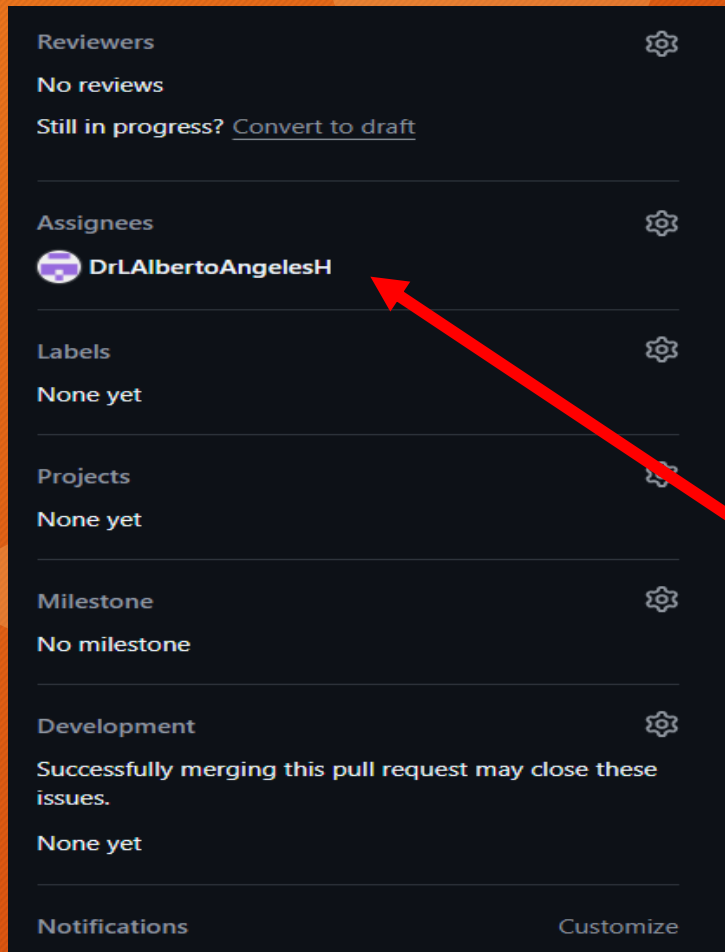 Reviewers
No reviews
Still in progress? Convert to draft
Assignees
DrLAlbertoAngelesH
Labels
None yet
Projects
None yet
Milestone
No milestone
Development
Successfully merging this pull request may close these
issues.
None yet
Notifications
Customize